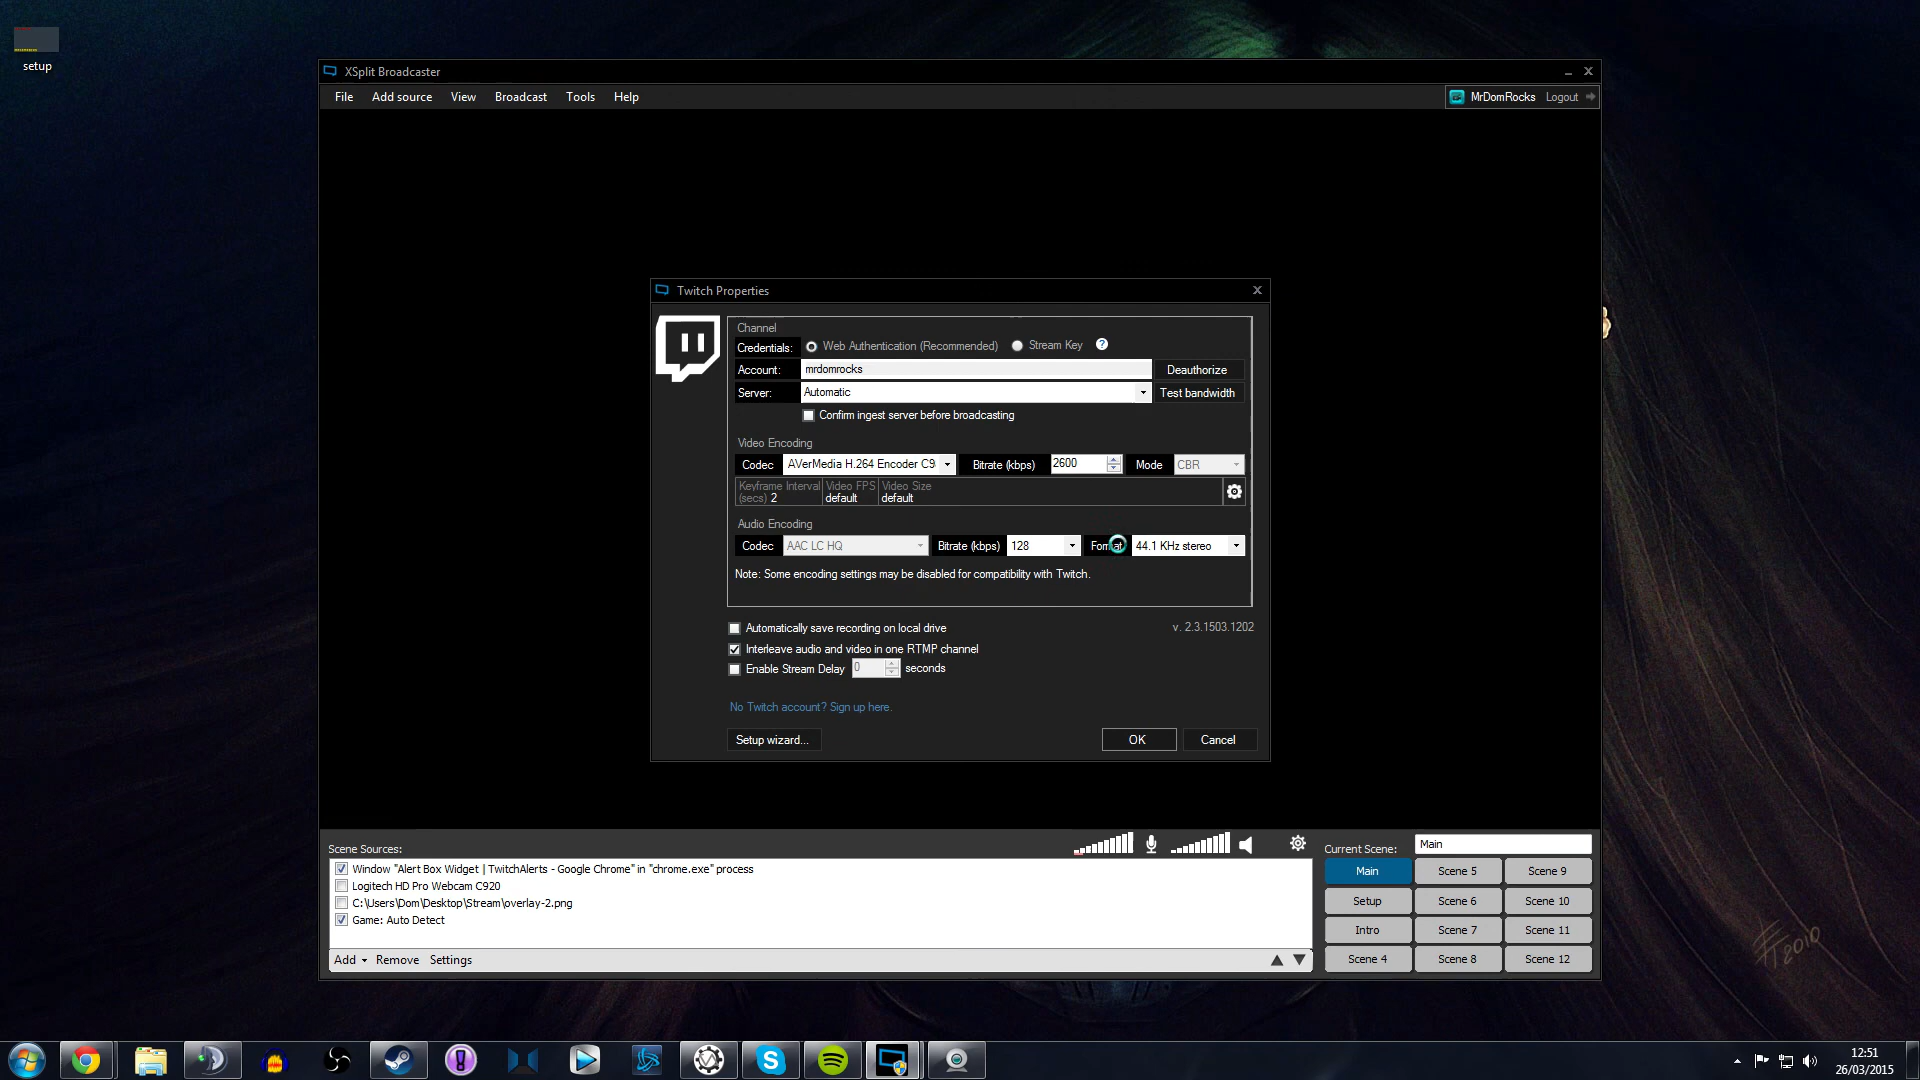 setup
XSplit Broadcaster
File Add source View Broadcast Tools Help
MrDomRocks Logout
Twitch Properties
Channel
Credentials: Web Authentication (Recommended) Stream Key ?
Account: mrdomrocks Deauthorize
Server: Automatic Test bandwidth
Confirm ingest server before broadcasting
Video Encoding
Codec AVerMedia H.264 Encoder C9 Bitrate (kbps) 2600 Mode CBR
Keyframe Interval Video FPS Video Size
(secs) 2 default default
Audio Encoding
Codec AAC LC HQ Bitrate (kbps) 128 Format 44.1 KHz stereo
Note: Some encoding settings may be disabled for compatibility with Twitch.
Automatically save recording on local drive v. 2.3.1503.1202
Interleave audio and video in one RTMP channel
Enable Stream Delay 0 seconds
No Twitch account? Sign up here.
Setup wizard... OK Cancel
Scene Sources:
Window "Alert Box Widget | TwitchAlerts - Google Chrome" in "chrome.exe" process
Logitech HD Pro Webcam C920
C:\Users\Dom\Desktop\Stream\overlay-2.png
Game: Auto Detect
Add Remove Settings
Current Scene: Main
Main Scene 5 Scene 9
Setup Scene 6 Scene 10
Intro Scene 7 Scene 11
Scene 4 Scene 8 Scene 12
2010
12:51
26/03/2015